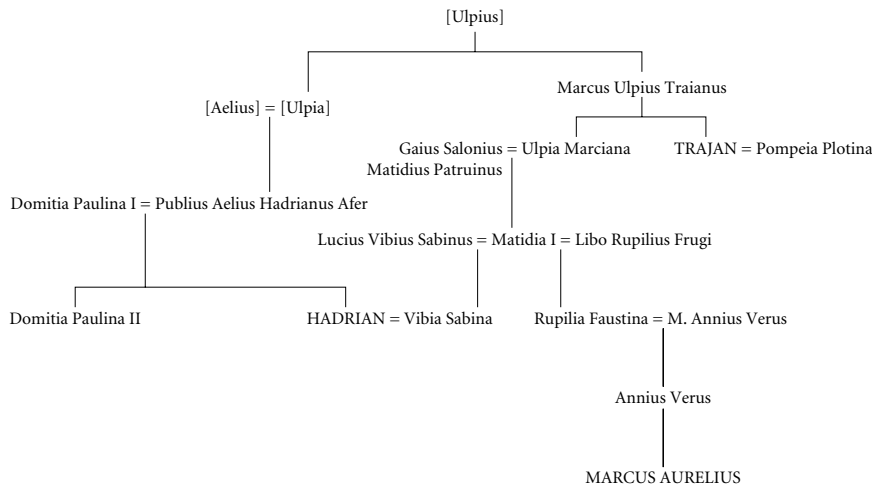 [Ulpius]
Marcus Ulpius Traianus
[Aelius] = [Ulpia]
Gaius Salonius = Ulpia Marciana
Matidius Patruinus
TRAJAN = Pompeia Plotina
Domitia Paulina I = Publius Aelius Hadrianus Afer
Lucius Vibius Sabinus = Matidia I = Libo Rupilius Frugi
Domitia Paulina II
HADRIAN = Vibia Sabina
Rupilia Faustina = M. Annius Verus
Annius Verus
MARCUS AURELIUS